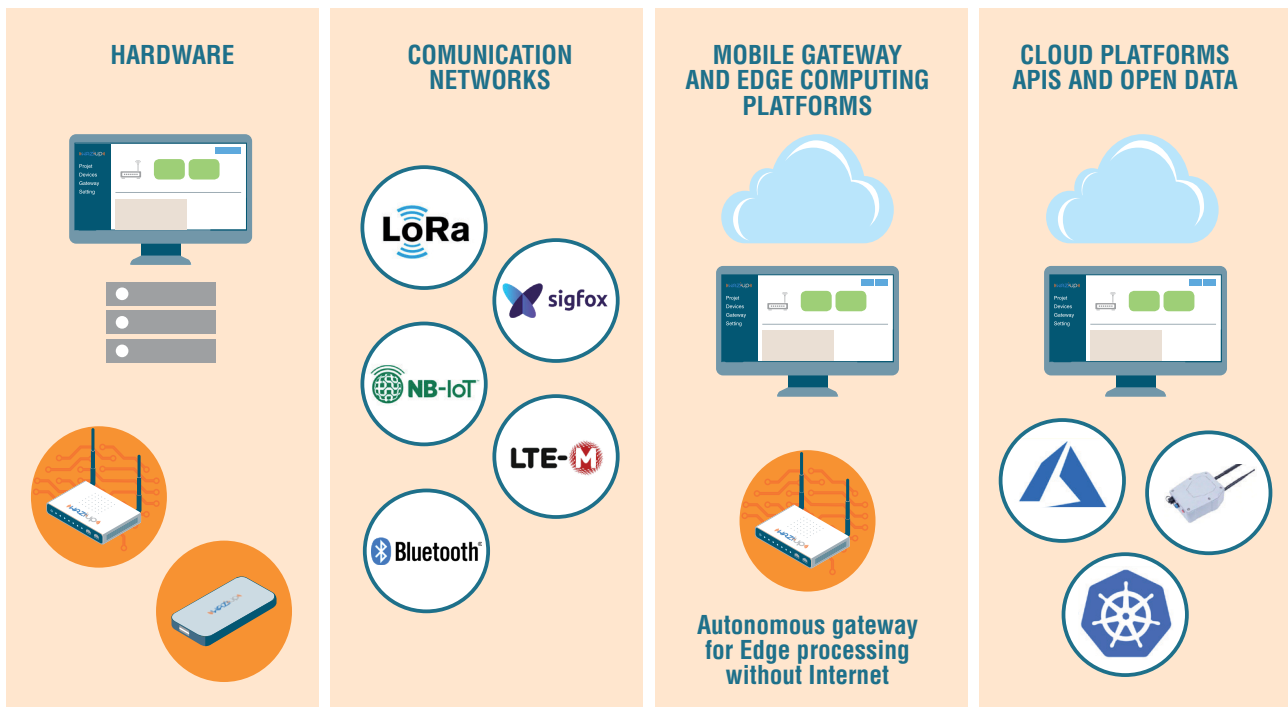 HARDWARE
Projet
Devices
Gateway
Setting
COMUNICATION
NETWORKS
LoRa
sigfox
NB-IoT
LTE-M
Bluetooth®
MOBILE GATEWAY
AND EDGE COMPUTING
PLATFORMS
Projet
Devices
Gateway
Setting
Autonomous gateway
for Edge processing
without Internet
CLOUD PLATFORMS
APIS AND OPEN DATA
Projet
Devices
Gateway
Setting